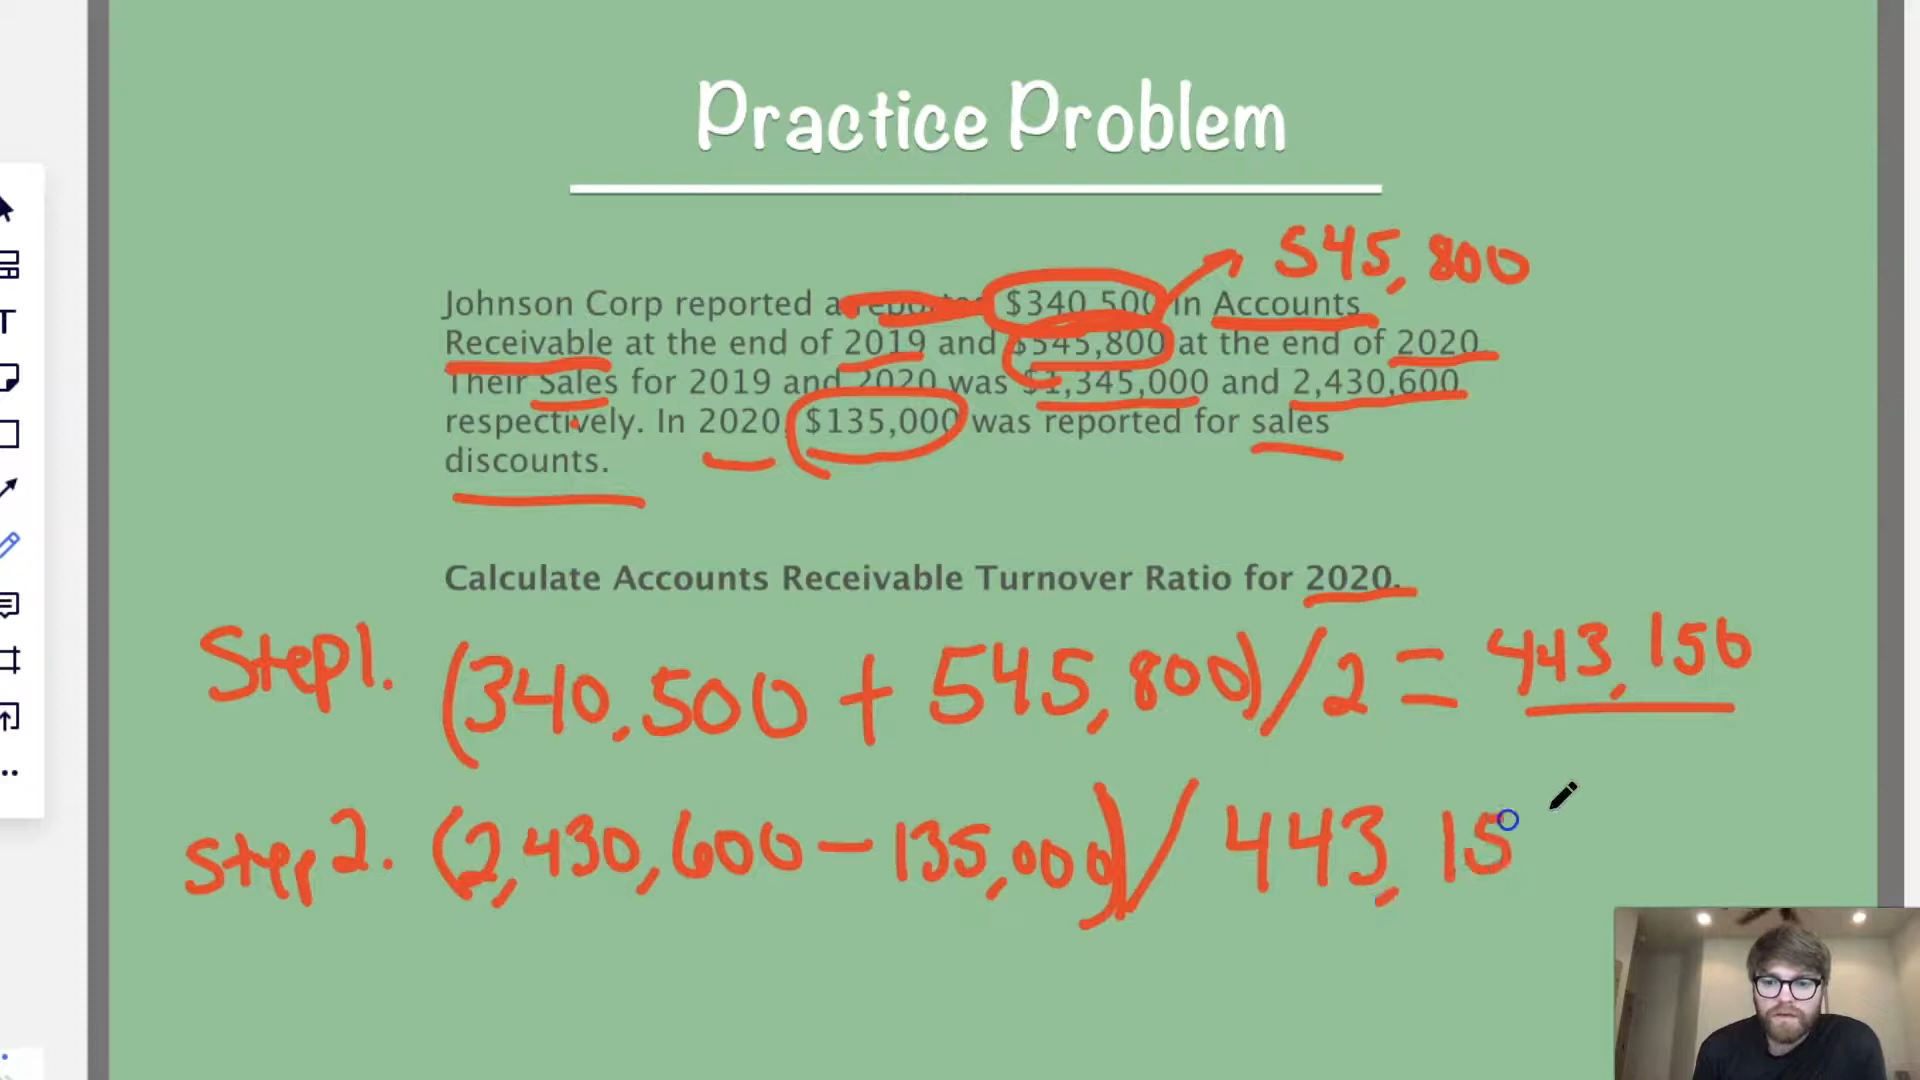 Practice Problem
545,800
Johnson Corp reported a reported $340,500 in Accounts
Receivable at the end of 2019 and $545,800 at the end of 2020
Their Sales for 2019 and 2020 was $1,345,000 and 2,430,600
respectively. In 2020, $135,000 was reported for sales
discounts.
Calculate Accounts Receivable Turnover Ratio for 2020.
Step 1. (340,500 + 545,800)/2 = 443,150
Step 2. (2,430,600 - 135,000)/ 443,15